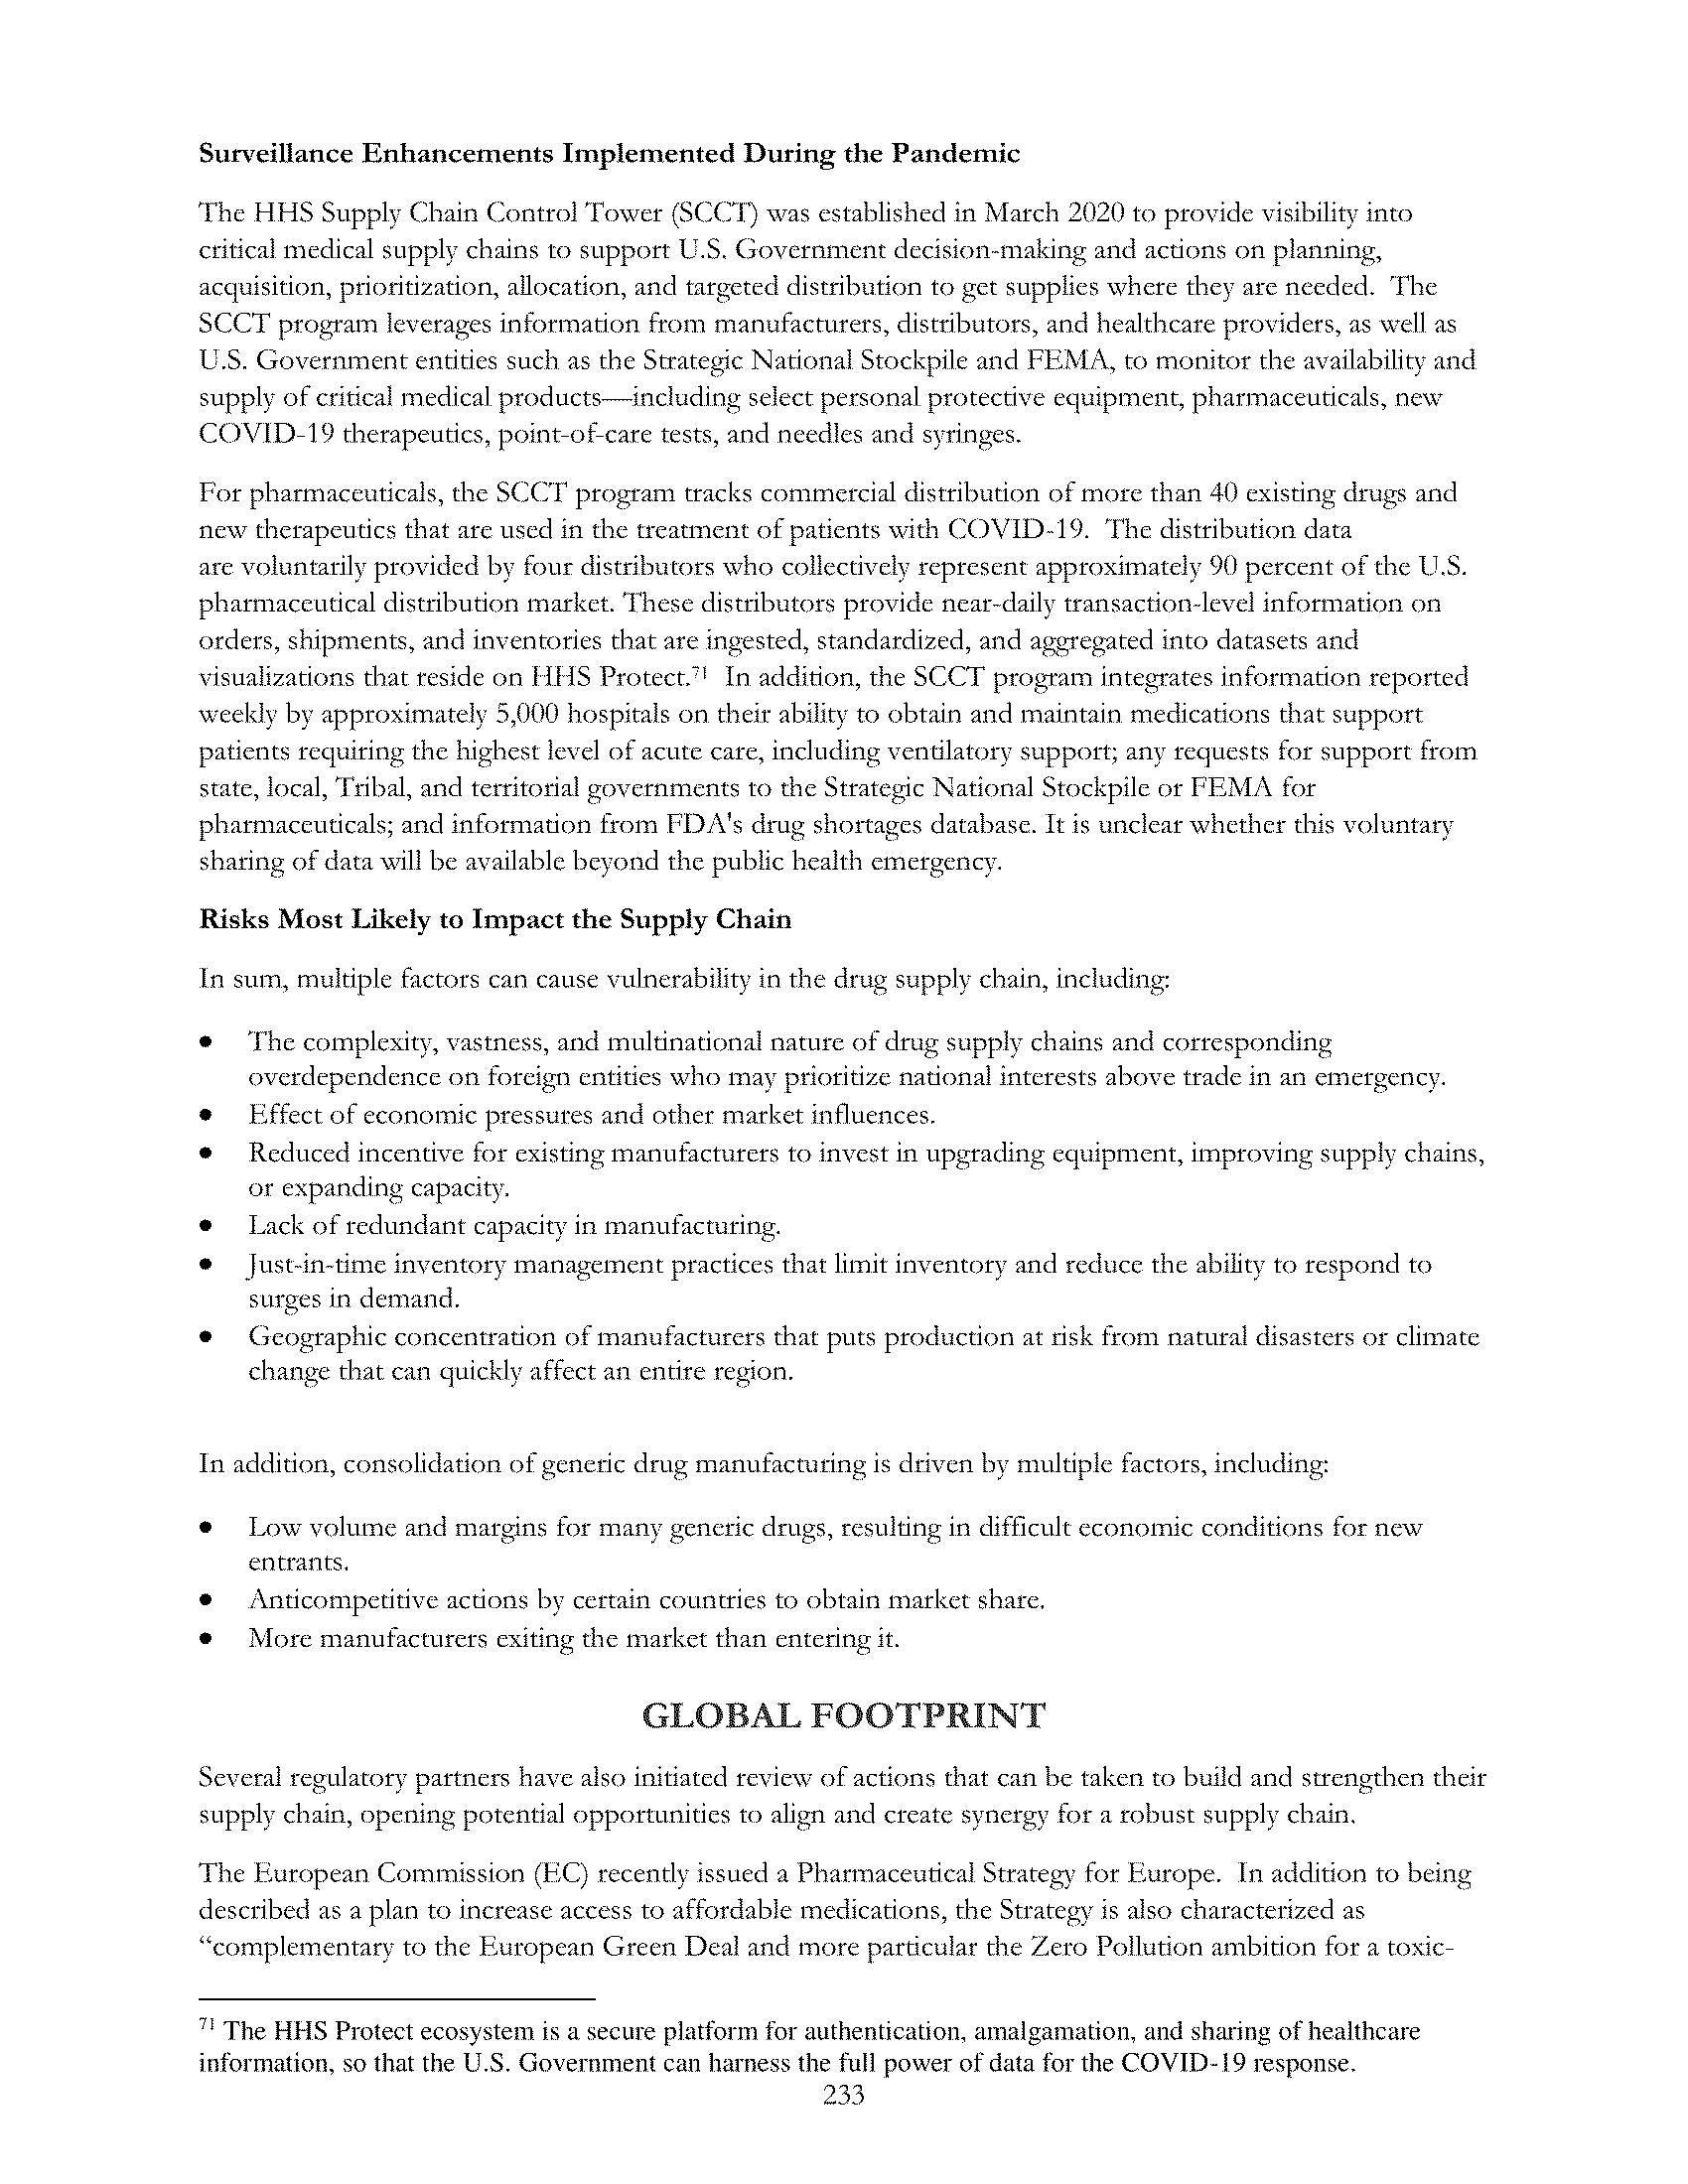 Surveillance Enhancements Implemented During the Pandemic
The HHS Supply Chain Control Tower (SCCT) was established in March 2020 to provide visibility into
critical medical supply chains to support U.S. Government decision-making and actions on planning,
acquisition, prioritization, allocation, and targeted distribution to get supplies where they are needed.  The
SCCT program leverages information from manufacturers, distributors, and healthcare providers, as well as
U.S. Government entities such as the Strategic National Stockpile and FEMA, to monitor the availability and
supply of critical medical products—including select personal protective equipment, pharmaceuticals, new
COVID-19 therapeutics, point-of-care tests, and needles and syringes.
For pharmaceuticals, the SCCT program tracks commercial distribution of more than 40 existing drugs and
new therapeutics that are used in the treatment of patients with COVID-19.  The distribution data
are voluntarily provided by four distributors who collectively represent approximately 90 percent of the U.S.
pharmaceutical distribution market. These distributors provide near-daily transaction-level information on
orders, shipments, and inventories that are ingested, standardized, and aggregated into datasets and
visualizations that reside on HHS Protect.71  In addition, the SCCT program integrates information reported
weekly by approximately 5,000 hospitals on their ability to obtain and maintain medications that support
patients requiring the highest level of acute care, including ventilatory support; any requests for support from
state, local, Tribal, and territorial governments to the Strategic National Stockpile or FEMA for
pharmaceuticals; and information from FDA's drug shortages database. It is unclear whether this voluntary
sharing of data will be available beyond the public health emergency.
Risks Most Likely to Impact the Supply Chain
In sum, multiple factors can cause vulnerability in the drug supply chain, including:
• The complexity, vastness, and multinational nature of drug supply chains and corresponding
overdependence on foreign entities who may prioritize national interests above trade in an emergency.
• Effect of economic pressures and other market influences.
• Reduced incentive for existing manufacturers to invest in upgrading equipment, improving supply chains,
or expanding capacity.
• Lack of redundant capacity in manufacturing.
• Just-in-time inventory management practices that limit inventory and reduce the ability to respond to
surges in demand.
• Geographic concentration of manufacturers that puts production at risk from natural disasters or climate
change that can quickly affect an entire region.
In addition, consolidation of generic drug manufacturing is driven by multiple factors, including:
• Low volume and margins for many generic drugs, resulting in difficult economic conditions for new
entrants.
• Anticompetitive actions by certain countries to obtain market share.
• More manufacturers exiting the market than entering it.
GLOBAL FOOTPRINT
Several regulatory partners have also initiated review of actions that can be taken to build and strengthen their
supply chain, opening potential opportunities to align and create synergy for a robust supply chain.
The European Commission (EC) recently issued a Pharmaceutical Strategy for Europe.  In addition to being
described as a plan to increase access to affordable medications, the Strategy is also characterized as
“complementary to the European Green Deal and more particular the Zero Pollution ambition for a toxic-
71 The HHS Protect ecosystem is a secure platform for authentication, amalgamation, and sharing of healthcare
information, so that the U.S. Government can harness the full power of data for the COVID-19 response.
233